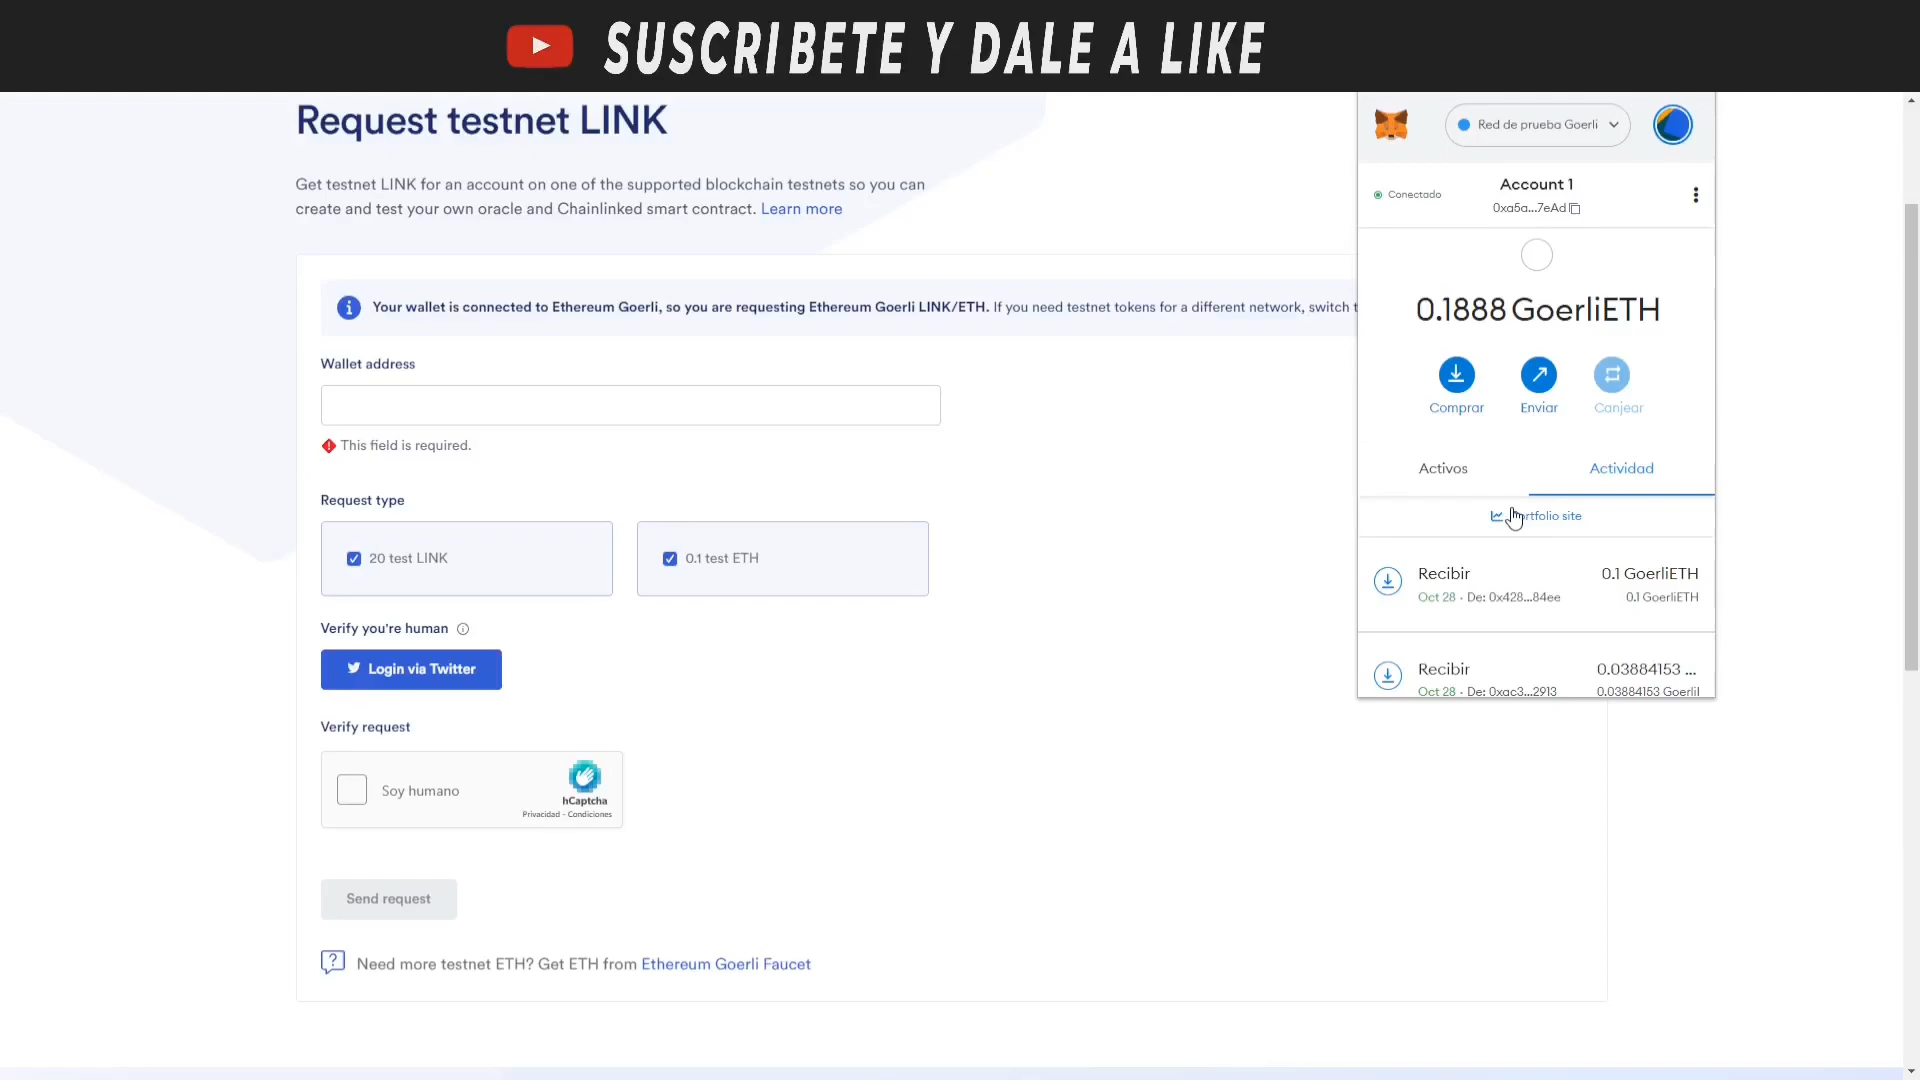 SUSCRIBETE Y DALE A LIKE
Request testnet LINK
Get testnet LINK for an account on one of the supported blockchain testnets so you can
create and test your own oracle and Chainlinked smart contract. Learn more
Your wallet is connected to Ethereum Goerli, so you are requesting Ethereum Goerli LINK/ETH. If you need testnet tokens for a different network, switch
Wallet address
This field is required.
Request type
20 test LINK
0.1 test ETH
Verify you're human
Login via Twitter
Verify request
Soy humano
hCaptcha
Privacidad - Condiciones
Send request
Need more testnet ETH? Get ETH from Ethereum Goerli Faucet
Red de prueba Goerli
Conectado
Account 1
0xa5a...7eAd
0.1888 GoerliETH
Comprar
Enviar
Canjear
Activos
Actividad
site
Recibir
0.1 GoerliETH
Oct 28 · De: 0x428...84ee
0.1 GoerliETH
Recibir
0.03884153 ...
Oct 28 · De: 0xac3...2913
0.03884153 Goerli